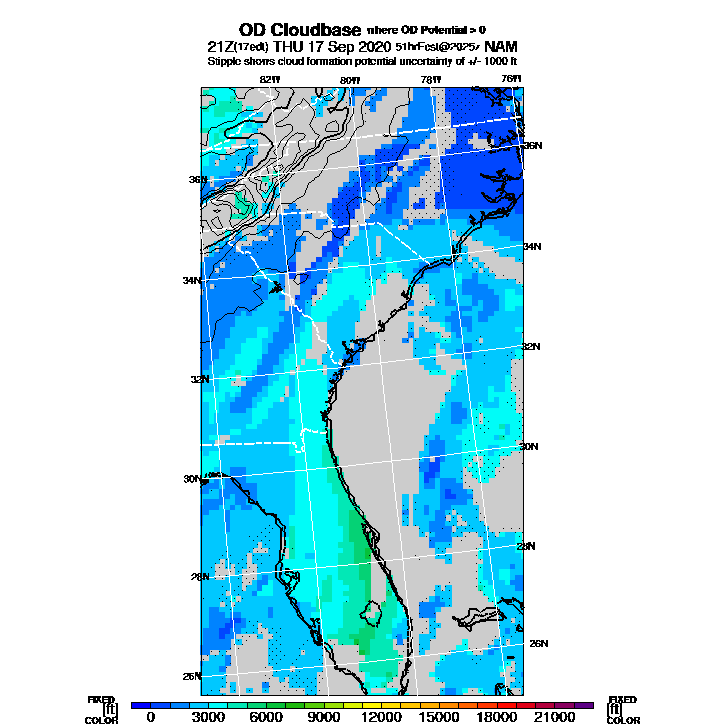 OD Cloudbase where OD Potential > 0
21Z(17edt) THU 17 Sep 2020 51hrFcst@2025z NAM
Stipple shows cloud formation potential uncertainty of +/- 1000 ft
82W 80W 78W 76W
36N 36N
34N 34N
32N 32N
30N 30N
28N 28N
26N 26N
FIXED [ft] COLOR 0 3000 6000 9000 12000 15000 18000 21000 FIXED [ft] COLOR